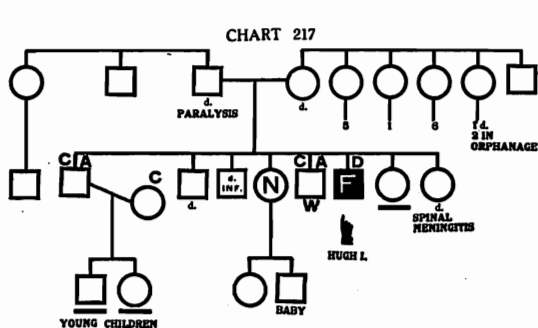 CHART 217
d.
PARALYSIS
d.
5
1
6
1 d.
2 IN
ORPHANAGE
C A
C
d.
d.
INF.
N
C A
W
D
F
d.
SPINAL
MENINGITIS
HUGH I.
BABY
YOUNG CHILDREN